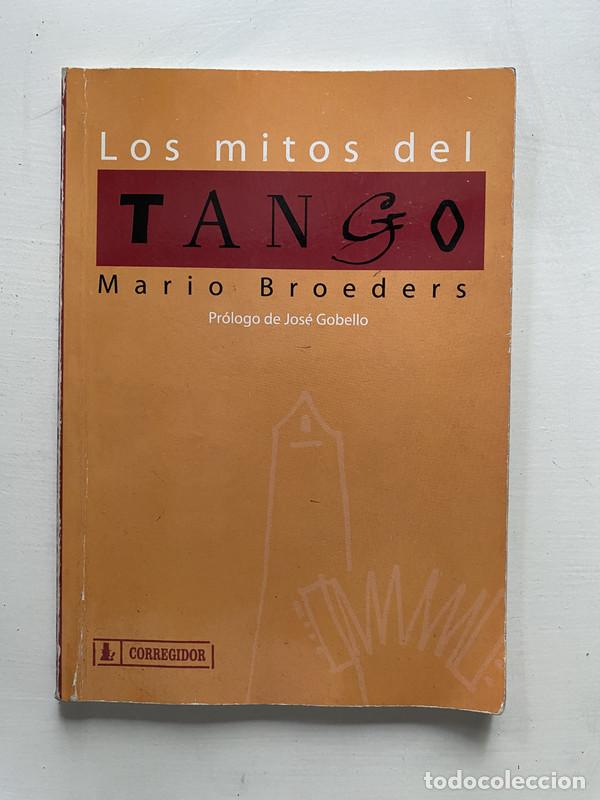 Los mitos del
TANGO
Mario Broeders
Prólogo de José Gobello
CORREGIDOR
todocoleccion